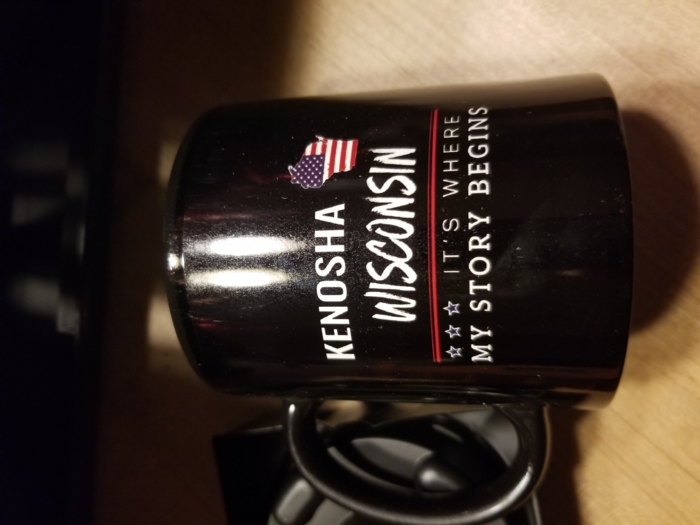 KENOSHA
WISCONSIN
IT'S WHERE
MY STORY BEGINS